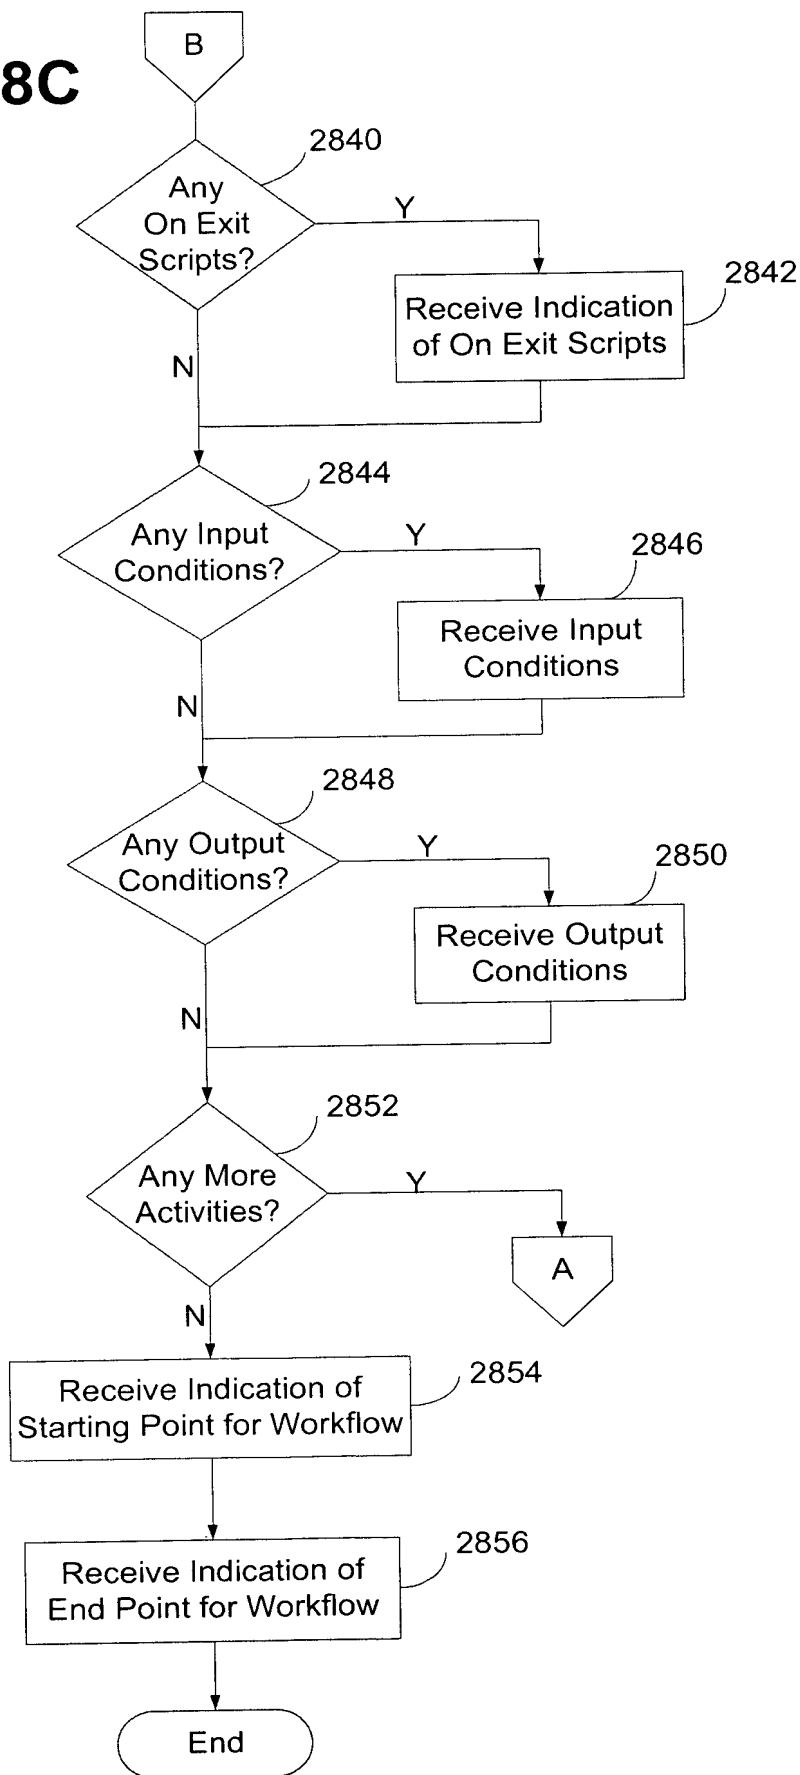 B
8C
2840
Any
On Exit
Scripts?
Y
2842
Receive Indication
of On Exit Scripts
N
2844
Any Input
Conditions?
Y
2846
Receive Input
Conditions
N
2848
Any Output
Conditions?
Y
2850
Receive Output
Conditions
N
2852
Any More
Activities?
Y
A
N
2854
Receive Indication of
Starting Point for Workflow
2856
Receive Indication of
End Point for Workflow
End